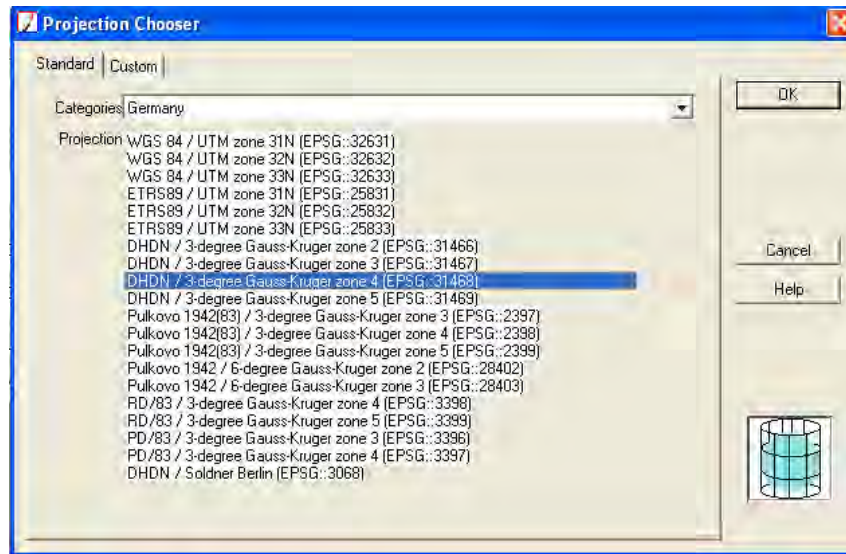 Projection Chooser
Standard Custom
Categories Germany
Projection WGS 84 / UTM zone 31N (EPSG::32631)
WGS 84 / UTM zone 32N (EPSG::32632)
WGS 84 / UTM zone 33N (EPSG::32633)
ETRS89 / UTM zone 31N (EPSG::25831)
ETRS89 / UTM zone 32N (EPSG::25832)
ETRS89 / UTM zone 33N (EPSG::25833)
DHDN / 3-degree Gauss-Kruger zone 2 (EPSG::31466)
DHDN / 3-degree Gauss-Kruger zone 3 (EPSG::31467)
DHDN / 3-degree Gauss-Kruger zone 4 (EPSG::31468)
DHDN / 3-degree Gauss-Kruger zone 5 (EPSG::31469)
Pulkovo 1942(83) / 3-degree Gauss-Kruger zone 3 (EPSG::2397)
Pulkovo 1942(83) / 3-degree Gauss-Kruger zone 4 (EPSG::2398)
Pulkovo 1942(83) / 3-degree Gauss-Kruger zone 5 (EPSG::2399)
Pulkovo 1942 / 6-degree Gauss-Kruger zone 2 (EPSG::28402)
Pulkovo 1942 / 6-degree Gauss-Kruger zone 3 (EPSG::28403)
RD/83 / 3-degree Gauss-Kruger zone 4 (EPSG::3398)
RD/83 / 3-degree Gauss-Kruger zone 5 (EPSG::3399)
PD/83 / 3-degree Gauss-Kruger zone 3 (EPSG::3396)
PD/83 / 3-degree Gauss-Kruger zone 4 (EPSG::3397)
DHDN / Soldner Berlin (EPSG::3068)
OK
Cancel
Help